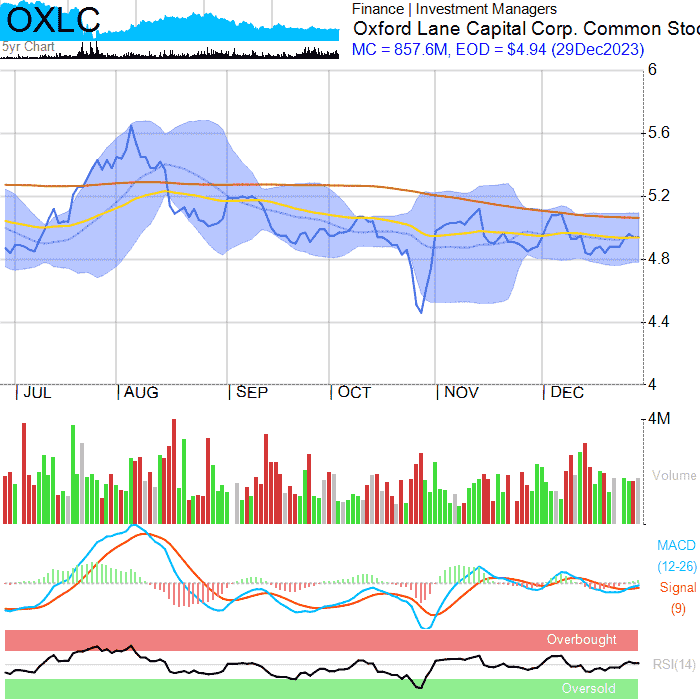 OXLC
5yr Chart
Finance | Investment Managers
Oxford Lane Capital Corp. Common Stoc
MC = 857.6M, EOD = $4.94 (29Dec2023)
6
5.6
5.2
4.8
4.4
4
JUL AUG SEP OCT NOV DEC
4M
Volume
MACD
(12-26)
Signal
(9)
Overbought
RSI(14)
Oversold